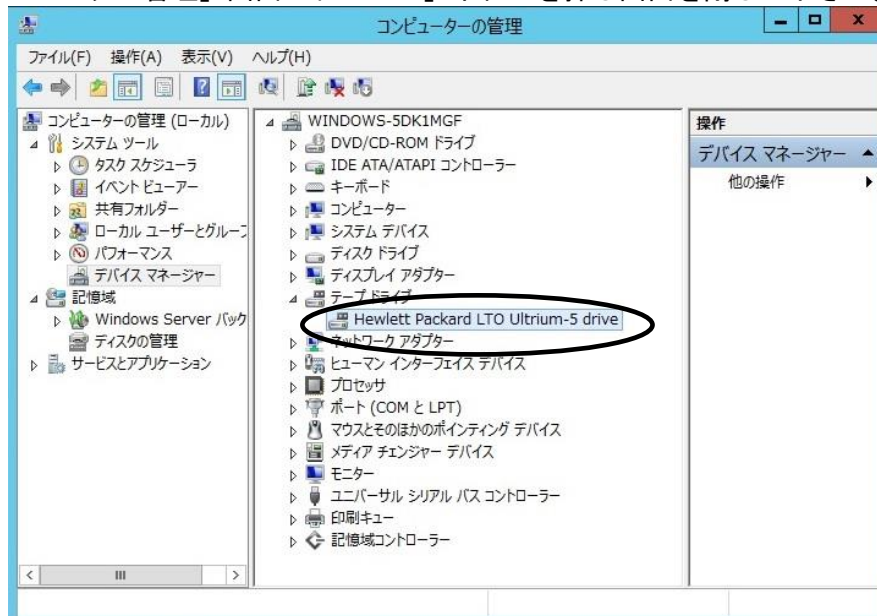 コンピューターの管理
ファイル(F) 操作(A) 表示(V) ヘルプ(H)
コンピューターの管理 (ローカル)
システム ツール
タスク スケジューラ
イベント ビューアー
共有フォルダー
ローカル ユーザーとグループ
パフォーマンス
デバイス マネージャー
記憶域
Windows Server バック
ディスクの管理
サービスとアプリケーション
WINDOWS-5DK1MGF
DVD/CD-ROM ドライブ
IDE ATA/ATAPI コントローラー
キーボード
コンピューター
システム デバイス
ディスク ドライブ
ディスプレイ アダプター
テープ ドライブ
Hewlett Packard LTO Ultrium-5 drive
ネットワーク アダプター
ヒューマン インターフェイス デバイス
プロセッサ
ポート (COM と LPT)
マウスとそのほかのポインティング デバイス
メディア チェンジャー デバイス
モニター
ユニバーサル シリアル バス コントローラー
印刷キュー
記憶域コントローラー
操作
デバイス マネージャー
他の操作